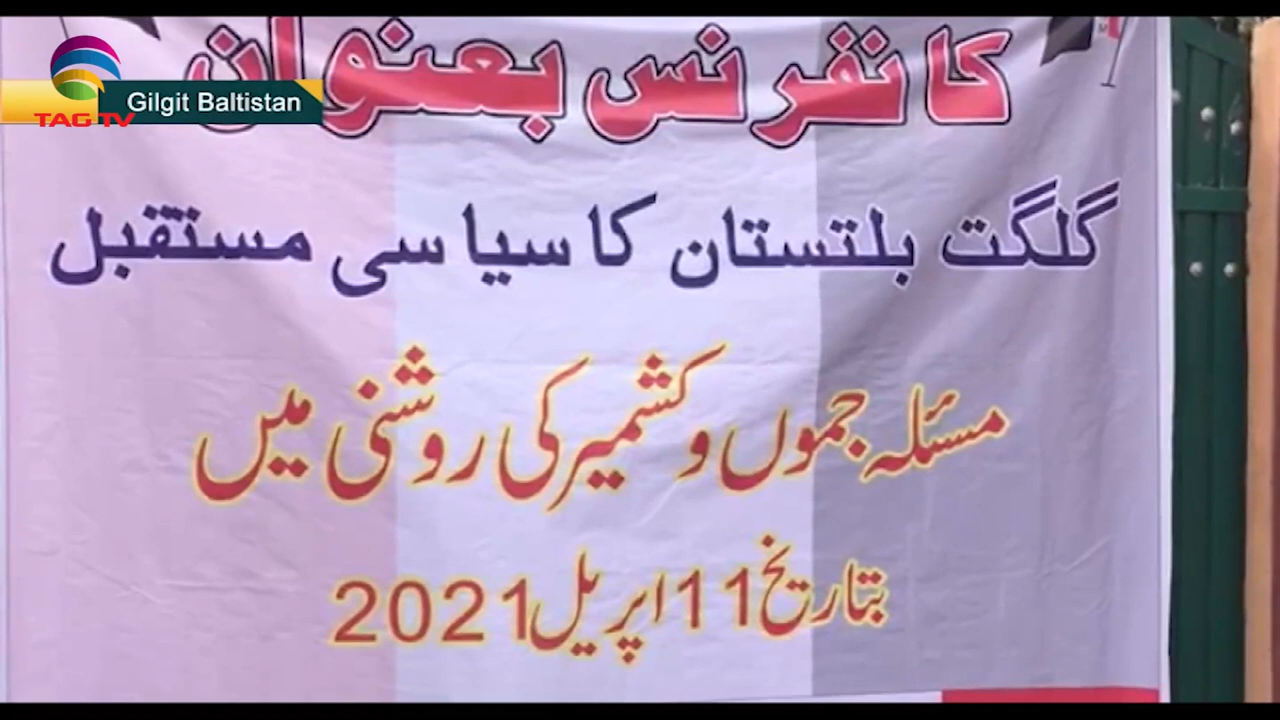 کانفرنس بعنوان
Gilgit Baltistan
TAG TV
گلگت بلتستان کا سیاسی مستقبل
مسئلہ جموں و کشمیر کی روشنی میں
بتاریخ 11 اپریل 2021